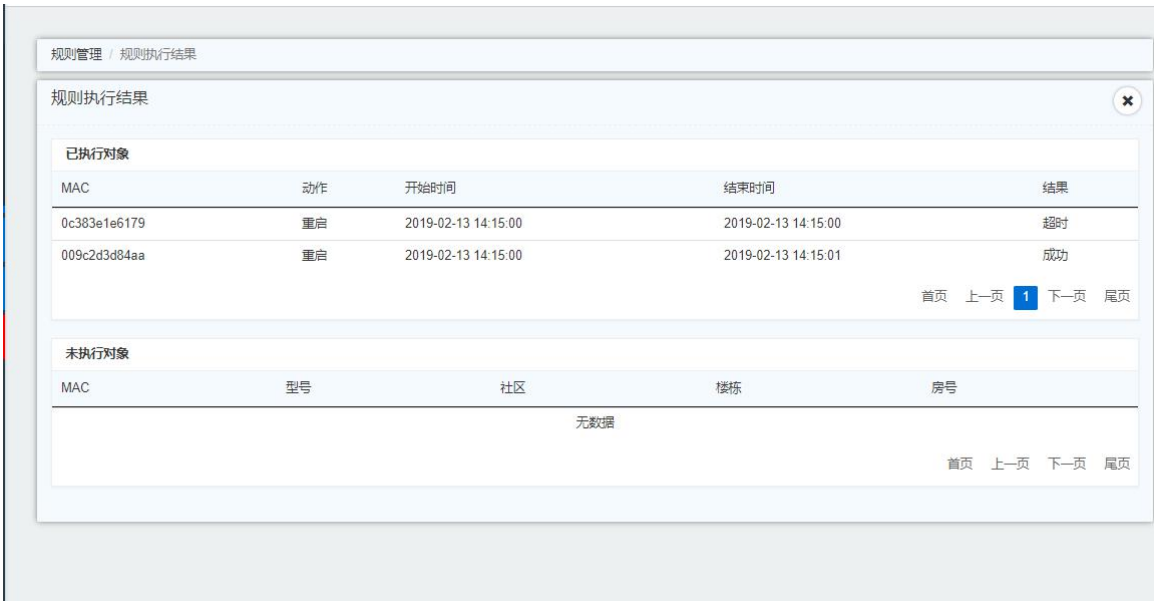 规则管理 / 规则执行结果
规则执行结果
已执行对象
MAC 动作 开始时间 结束时间 结果
0c383e1e6179 重启 2019-02-13 14:15:00 2019-02-13 14:15:00 超时
009c2d3d84aa 重启 2019-02-13 14:15:00 2019-02-13 14:15:01 成功
首页 上一页 1 下一页 尾页
未执行对象
MAC 型号 社区 楼栋 房号
无数据
首页 上一页 下一页 尾页